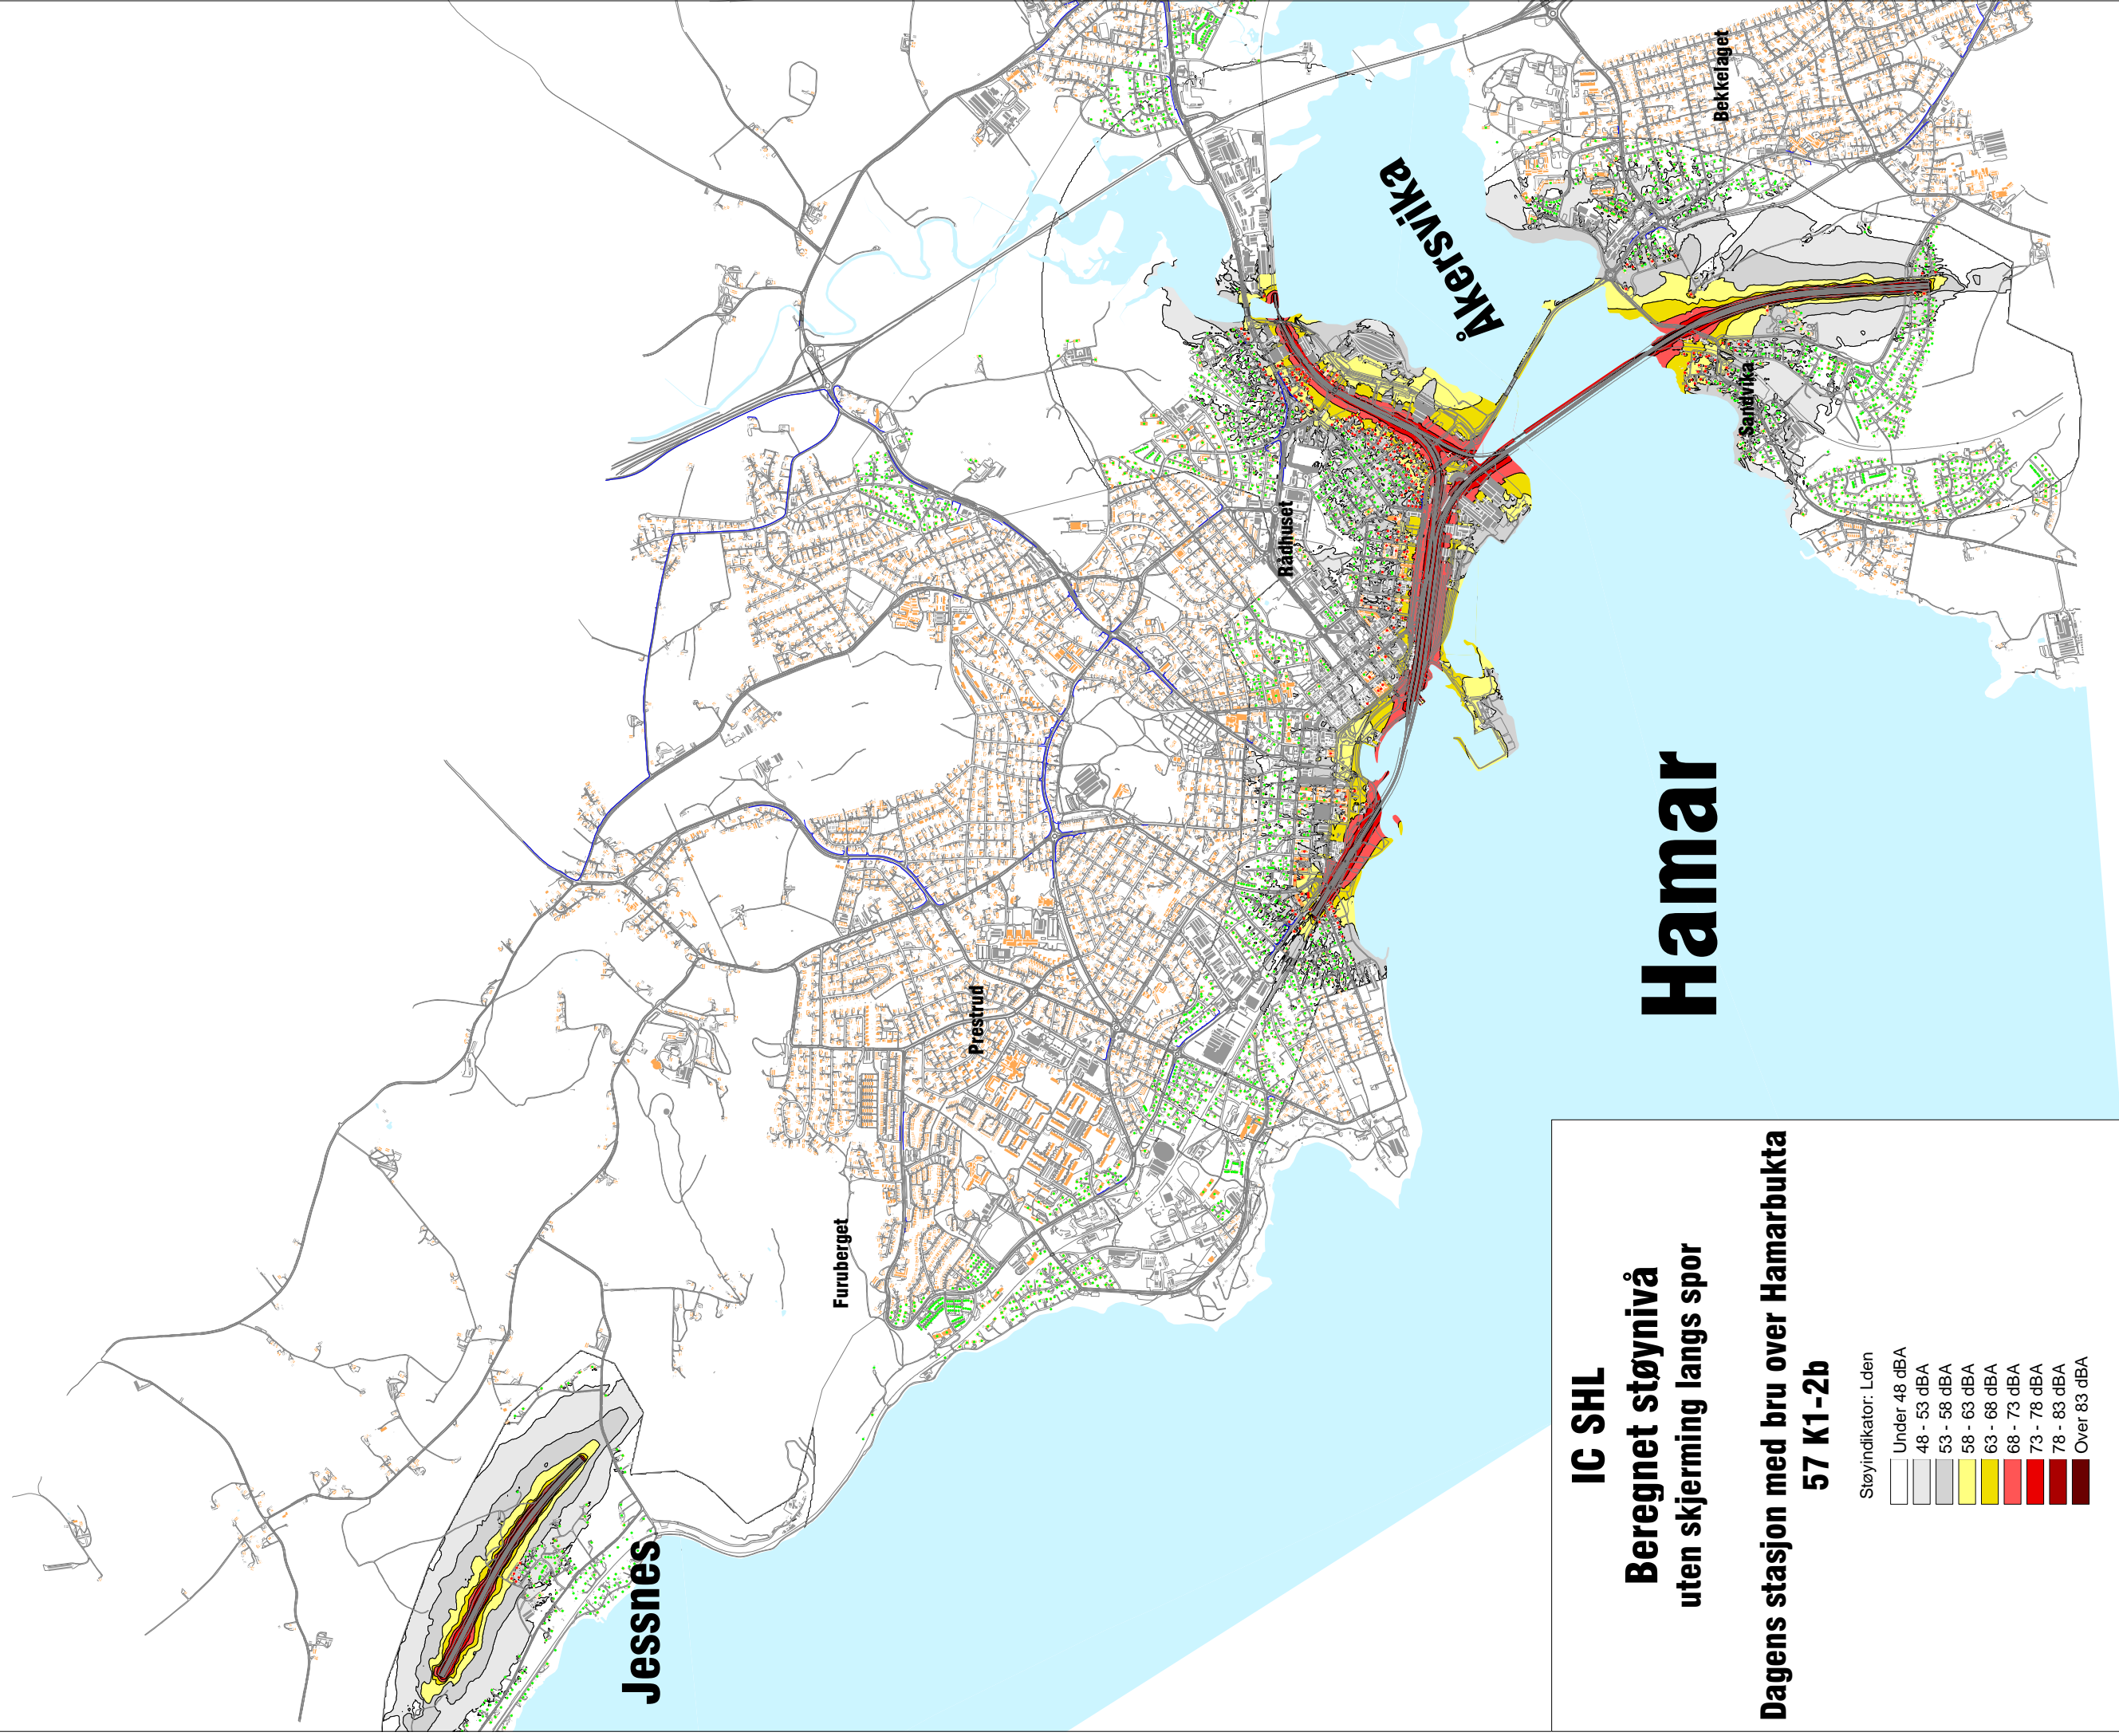 IC SHL
Beregnet støynivå
uten skjerming langs spor
Dagens stasjon med bru over Hamarbukta
57 K1-2b
Støyindikator: Lden
Under 48 dBA
48 - 53 dBA
53 - 58 dBA
58 - 63 dBA
63 - 68 dBA
68 - 73 dBA
73 - 78 dBA
78 - 83 dBA
Over 83 dBA
Jessnes
Furuberget
Prestrud
Rådhuset
Hamar
Åkersvika
Sandvika
Bekkelaget